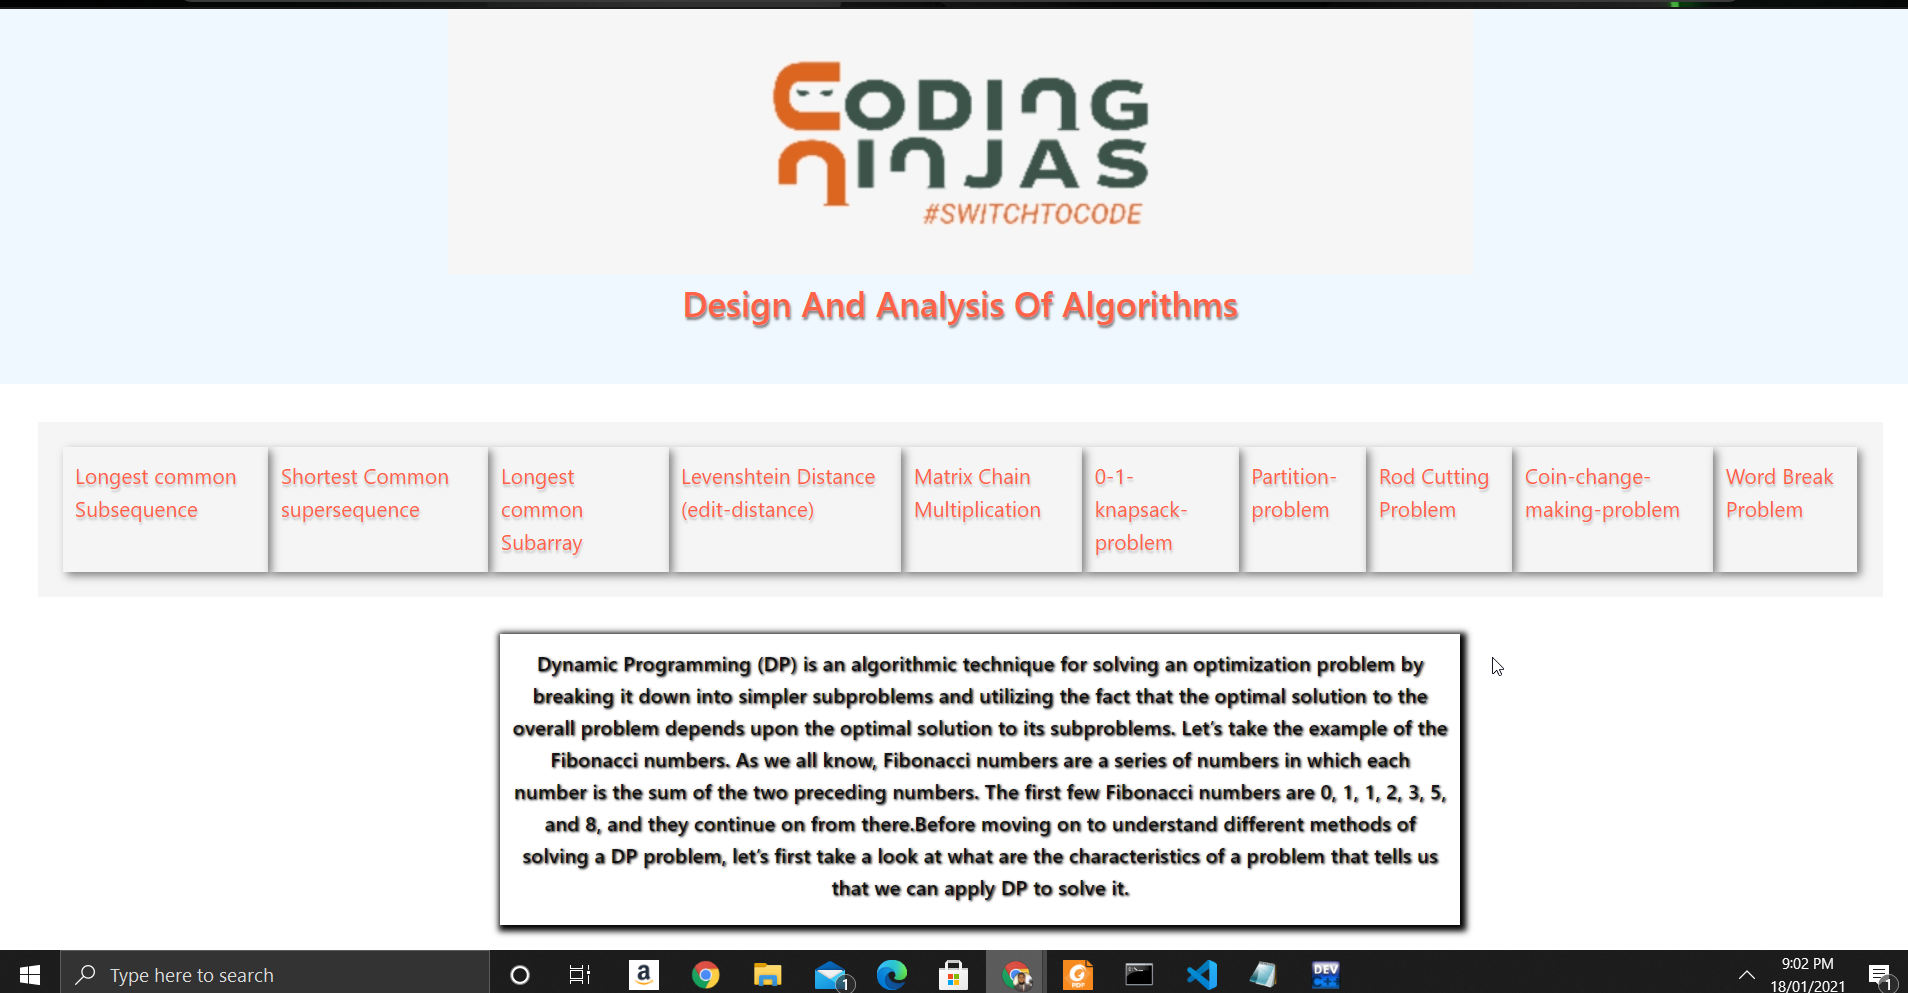 CODING
NINJAS
#SWITCHTOCODE
Design And Analysis Of Algorithms
Longest common
Subsequence
Shortest Common
supersequence
Longest
common
Subarray
Levenshtein Distance
(edit-distance)
Matrix Chain
Multiplication
0-1-
knapsack-
problem
Partition-
problem
Rod Cutting
Problem
Coin-change-
making-problem
Word Break
Problem
Dynamic Programming (DP) is an algorithmic technique for solving an optimization problem by
breaking it down into simpler subproblems and utilizing the fact that the optimal solution to the
overall problem depends upon the optimal solution to its subproblems. Let’s take the example of the
Fibonacci numbers. As we all know, Fibonacci numbers are a series of numbers in which each
number is the sum of the two preceding numbers. The first few Fibonacci numbers are 0, 1, 1, 2, 3, 5,
and 8, and they continue on from there.Before moving on to understand different methods of
solving a DP problem, let’s first take a look at what are the characteristics of a problem that tells us
that we can apply DP to solve it.
Type here to search
a
1
PDF
DEV
C++
9:02 PM
18/01/2021
1